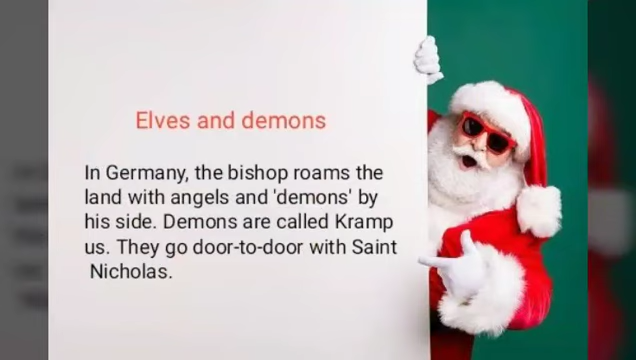 Elves and demons
In Germany, the bishop roams the
land with angels and 'demons' by
his side. Demons are called Kramp
us. They go door-to-door with Saint
Nicholas.